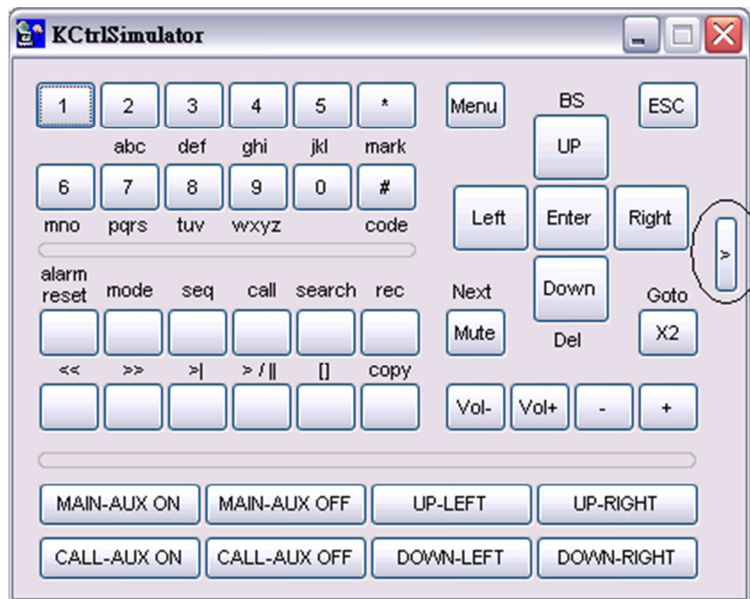 KCtrlSimulator
1 2 3 4 5 * Menu BS ESC
abc def ghi jkl mark UP
6 7 8 9 0 #
mno pqrs tuv wxyz code Left Enter Right >
alarm reset mode seq call search rec Next Down Goto
Mute Del X2
<< >> >| > / || [] copy
Vol- Vol+ - +
MAIN-AUX ON MAIN-AUX OFF UP-LEFT UP-RIGHT
CALL-AUX ON CALL-AUX OFF DOWN-LEFT DOWN-RIGHT